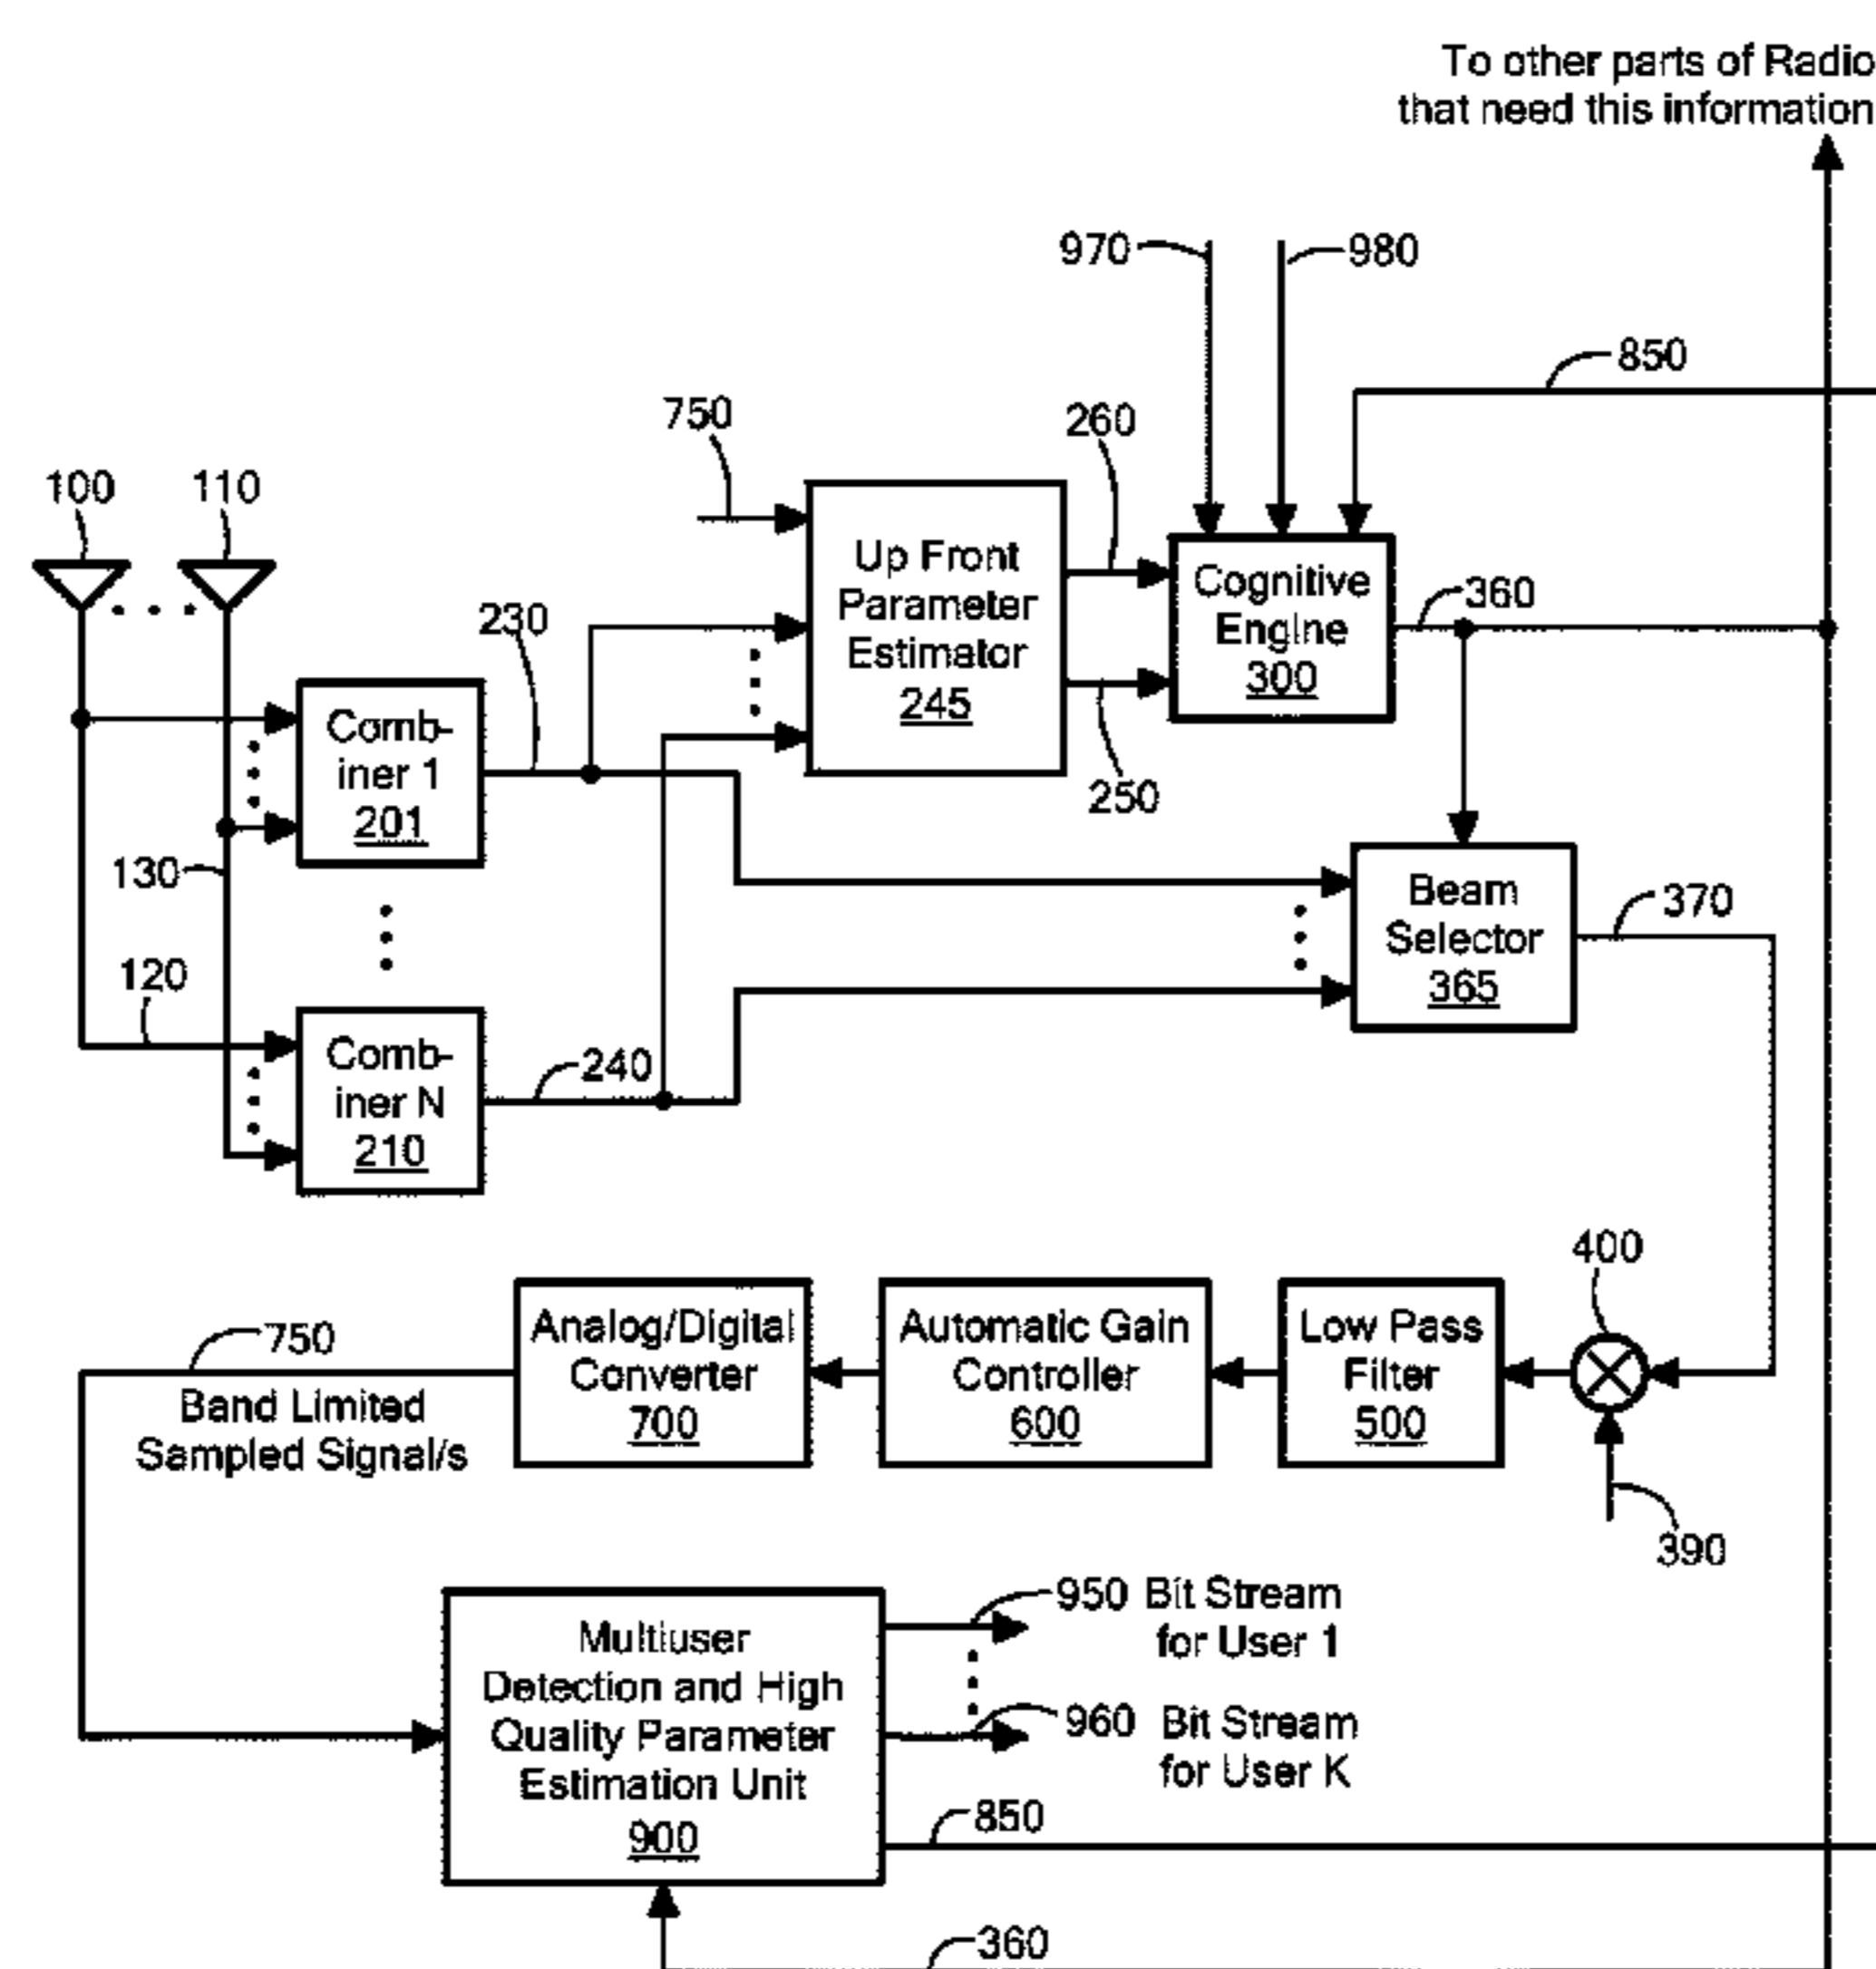 To other parts of Radio
that need this information
970
980
850
750
260
100
110
Up Front
Parameter
Estimator
245
Cognitive
Engine
300
360
230
250
Comb-
iner 1
201
130
Beam
Selector
365
370
120
Comb-
iner N
210
240
400
750
Band Limited
Sampled Signal/s
Analog/Digital
Converter
700
Automatic Gain
Controller
600
Low Pass
Filter
500
390
Multiuser
Detection and High
Quality Parameter
Estimation Unit
900
950 Bit Stream
for User 1
960 Bit Stream
for User K
850
360